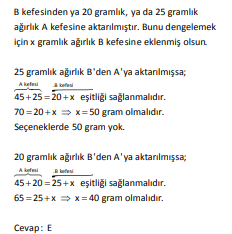 B kefesinden ya 20 gramlık, ya da 25 gramlık
ağırlık A kefesine aktarılmıştır. Bunu dengelemek
için x gramlık ağırlık B kefesine eklenmiş olsun.
25 gramlık ağırlık B'den A'ya aktarılmışsa;
A kefesi B kefesi
45+25 = 20+x eşitliği sağlanmalıdır.
70 = 20+x ⇒ x = 50 gram olmalıdır.
Seçeneklerde 50 gram yok.
20 gramlık ağırlık B'den A'ya aktarılmışsa;
A kefesi B kefesi
45+20 = 25+x eşitliği sağlanmalıdır.
65 = 25+x ⇒ x = 40 gram olmalıdır.
Cevap: E